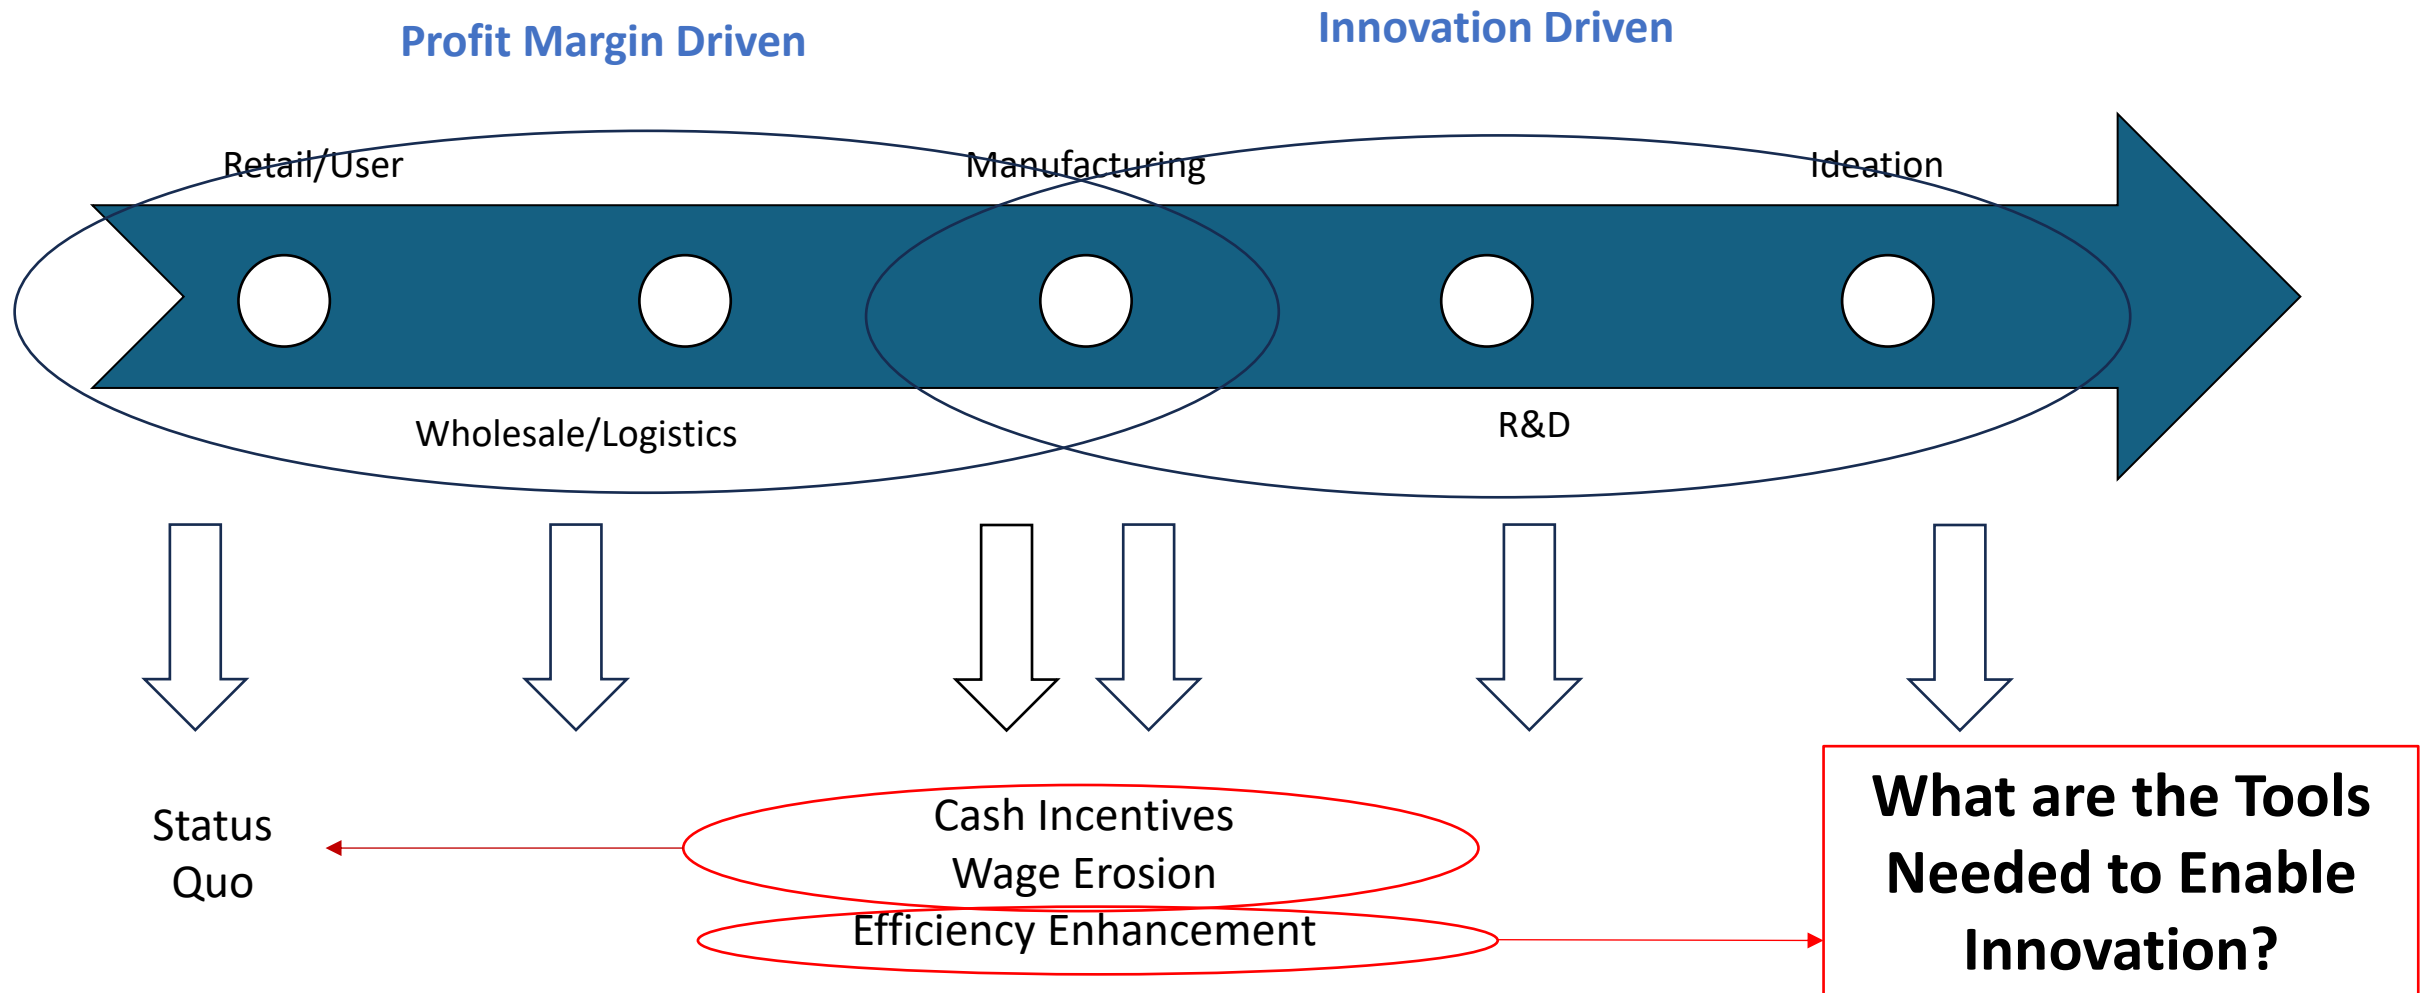 Profit Margin Driven
Innovation Driven
Retail/User
Manufacturing
Ideation
Wholesale/Logistics
R&D
Status
Quo
Cash Incentives
Wage Erosion
Efficiency Enhancement
What are the Tools
Needed to Enable
Innovation?